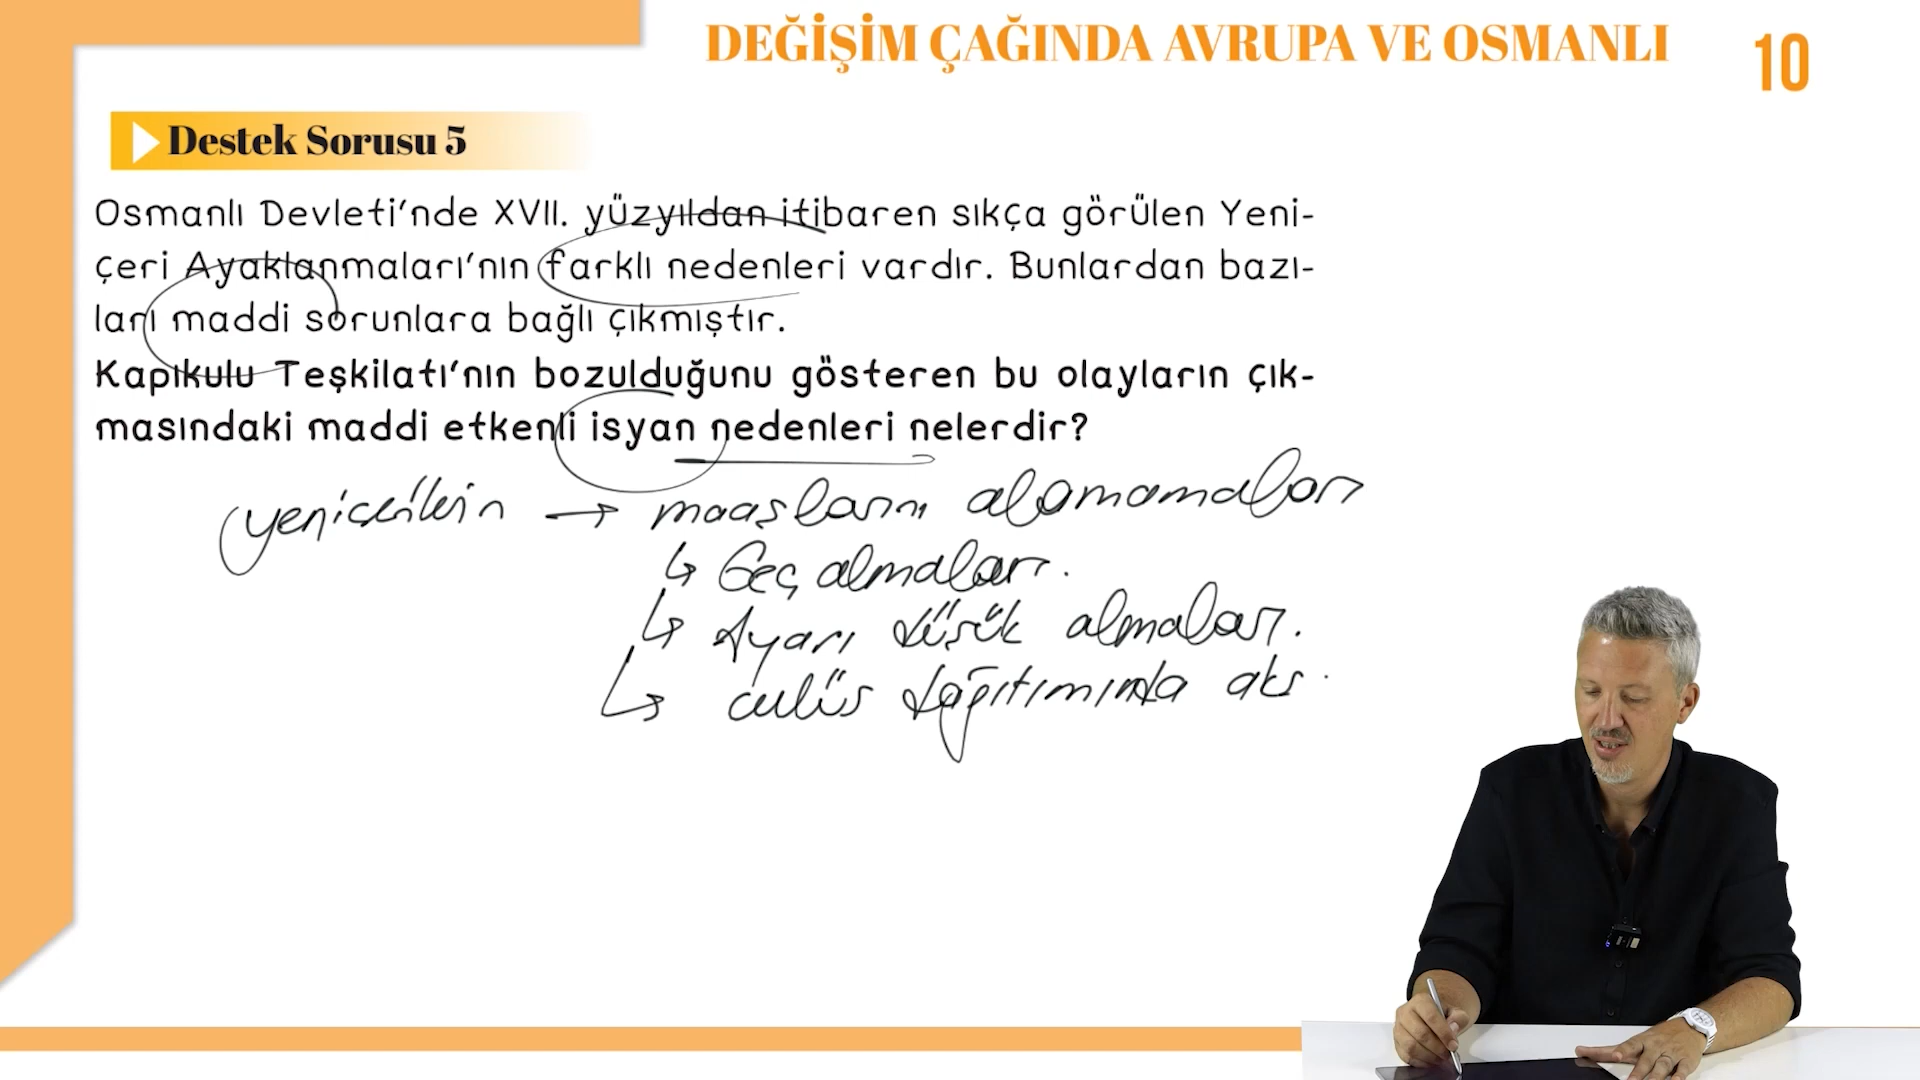 DEĞİŞİM ÇAĞINDA AVRUPA VE OSMANLI
10
Destek Sorusu 5
Osmanlı Devleti'nde XVII. yüzyıldan itibaren sıkça görülen Yeni-
çeri Ayaklanmaları'nın farklı nedenleri vardır. Bunlardan bazı-
ları maddi sorunlara bağlı çıkmıştır.
Kapıkulu Teşkilatı'nın bozulduğunu gösteren bu olayların çık-
masındaki maddi etkenli isyan nedenleri nelerdir?
yeniçerilerin → maaşlarını alamamaları
↳ Geç almaları.
↳ Ayarı düşük almaları.
↳ culüs dağıtımında aks